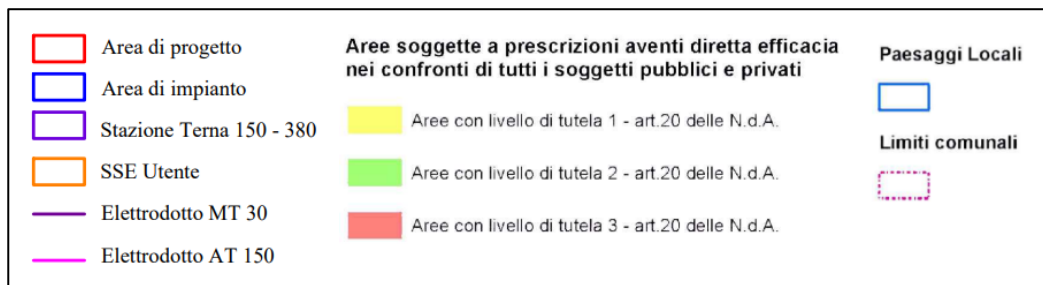 Area di progetto
Area di impianto
Stazione Terna 150 - 380
SSE Utente
Elettrodotto MT 30
Elettrodotto AT 150
Aree soggette a prescrizioni aventi diretta efficacia
nei confronti di tutti i soggetti pubblici e privati
Aree con livello di tutela 1 - art.20 delle N.d.A.
Aree con livello di tutela 2 - art.20 delle N.d.A.
Aree con livello di tutela 3 - art.20 delle N.d.A.
Paesaggi Locali
Limiti comunali